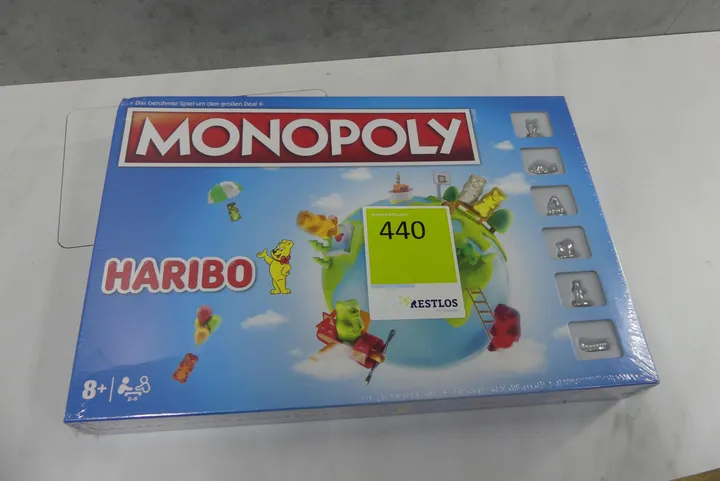 Das berühmte Spiel um den großen Deal
MONOPOLY
440
HARIBO
RESTLOS
8+
2-6